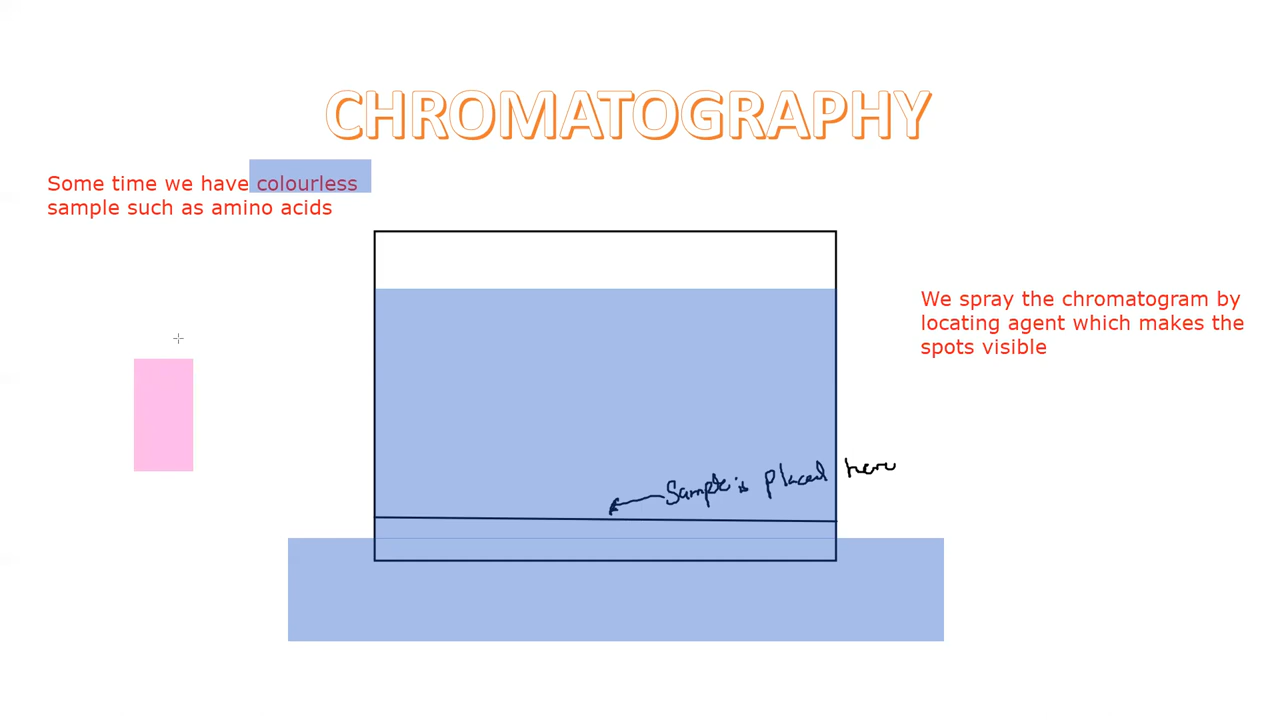 CHROMATOGRAPHY
Some time we have colourless
sample such as amino acids
We spray the chromatogram by
locating agent which makes the
spots visible
Sample is placed here